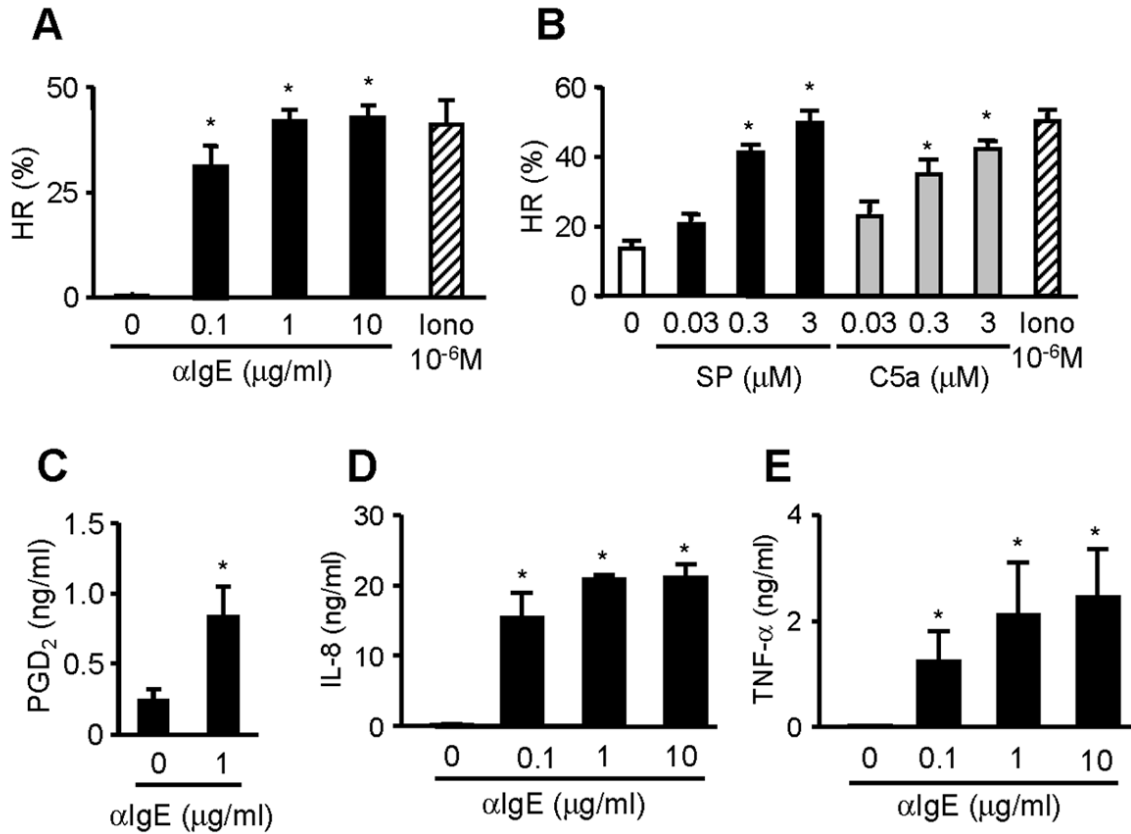 A
HR (%)
50
25
0
*
*
*
0 0.1 1 10 Iono
10⁻⁶M
αIgE (μg/ml)
B
HR (%)
60
40
20
0
*
*
*
*
0 0.03 0.3 3 0.03 0.3 3 Iono
10⁻⁶M
SP (μM) C5a (μM)
C
PGD₂ (ng/ml)
1.5
1.0
0.5
0
*
0 1
αIgE (μg/ml)
D
IL-8 (ng/ml)
30
20
10
0
*
*
*
0 0.1 1 10
αIgE (μg/ml)
E
TNF-α (ng/ml)
4
2
0
*
*
*
0 0.1 1 10
αIgE (μg/ml)